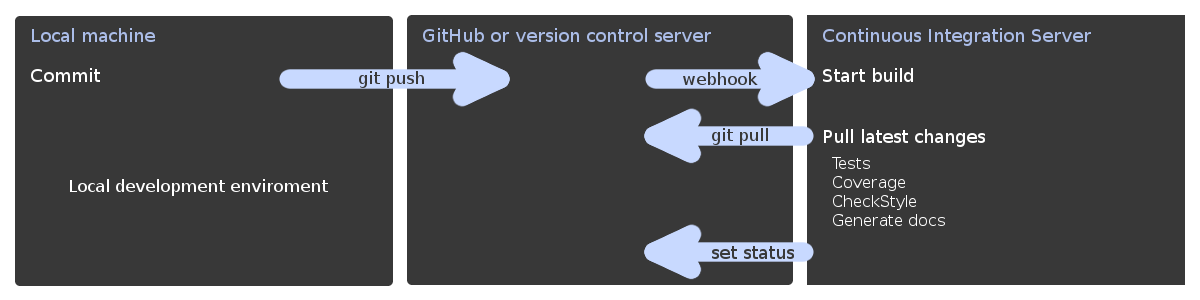 Local machine
Commit
git push
Local development enviroment
GitHub or version control server
webhook
git pull
set status
Continuous Integration Server
Start build
Pull latest changes
Tests
Coverage
CheckStyle
Generate docs